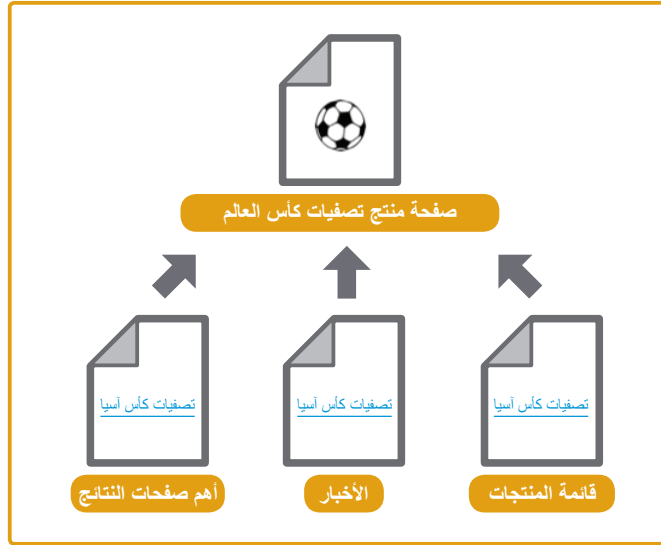 صفحة منتج تصفيات كأس العالم
تصفيات كأس آسيا
تصفيات كأس آسيا
تصفيات كأس آسيا
قائمة المنتجات
الأخبار
أهم صفحات النتائج